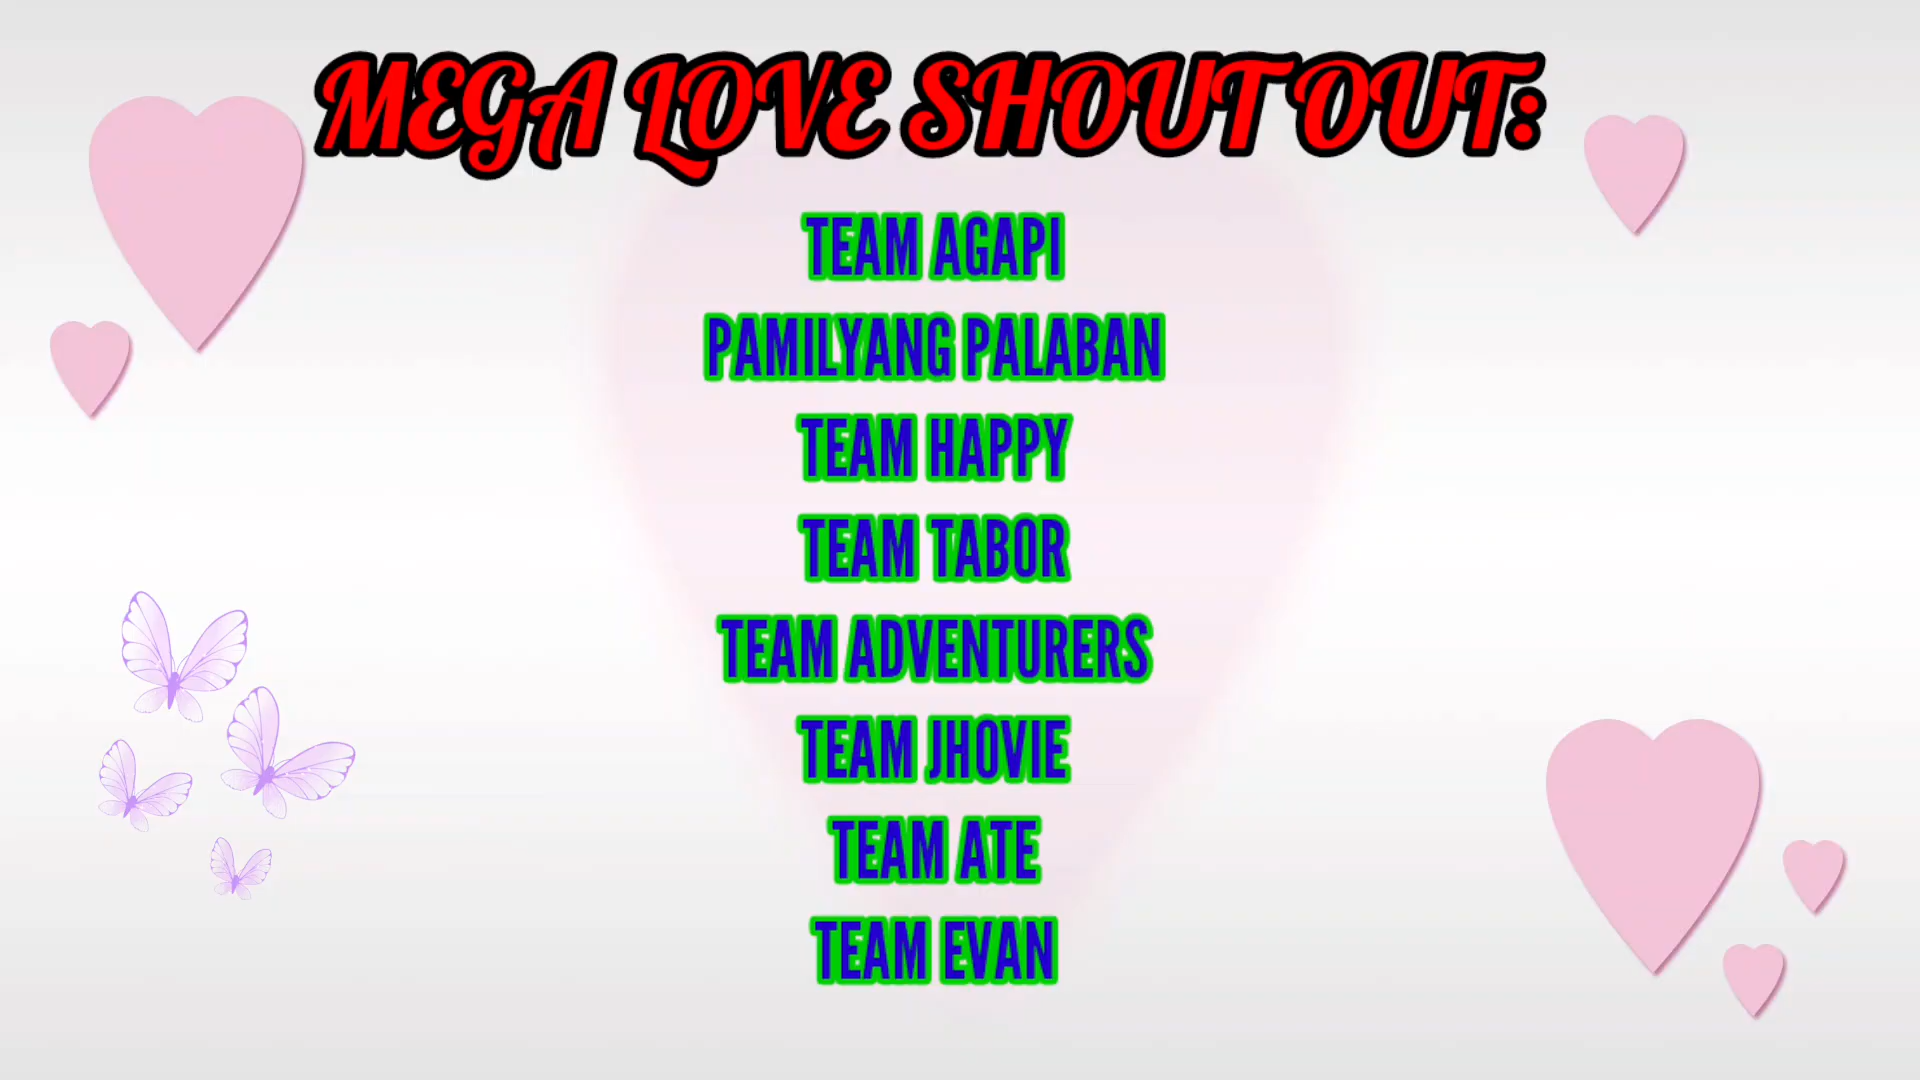 MEGA LOVE SHOUT OUT:
TEAM AGAPI
PAMILYANG PALABAN
TEAM HAPPY
TEAM TABOR
TEAM ADVENTURERS
TEAM JHOVIE
TEAM ATE
TEAM EVAN